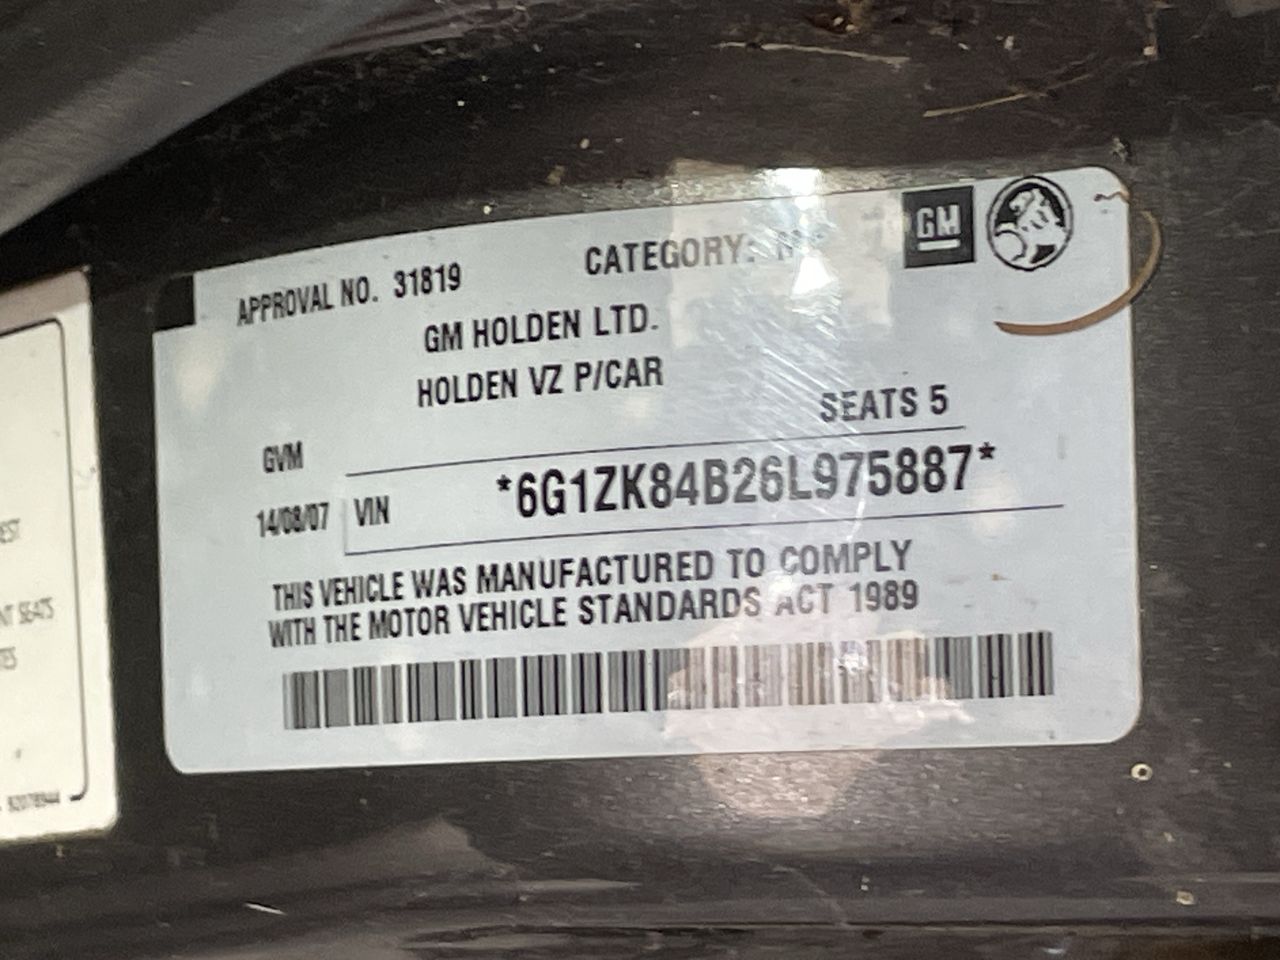 APPROVAL NO. 31819
CATEGORY:
GM
GM HOLDEN LTD.
HOLDEN VZ P/CAR
SEATS 5
GVM
14/08/07
VIN
*6G1ZK84B26L975887*
THIS VEHICLE WAS MANUFACTURED TO COMPLY
WITH THE MOTOR VEHICLE STANDARDS ACT 1989
SEATS